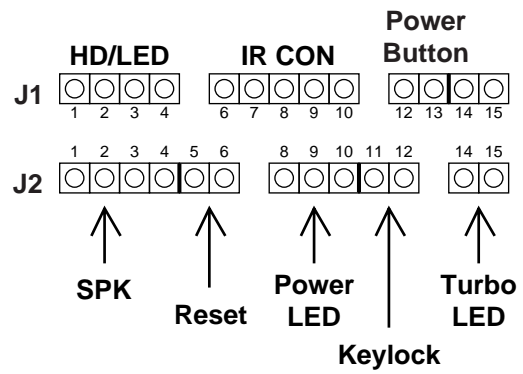 Power
Button
HD/LED IR CON
J1
1 2 3 4 6 7 8 9 10 12 13 14 15
1 2 3 4 5 6 8 9 10 11 12 14 15
J2
SPK
Reset
Power
LED
Keylock
Turbo
LED